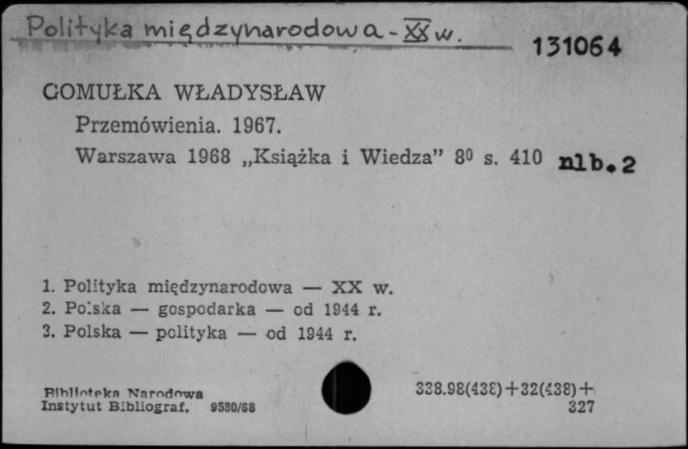 Polityka międzynarodowa - XX w.
131064
GOMUŁKA WŁADYSŁAW
Przemówienia. 1967.
Warszawa 1968 „Książka i Wiedza” 8⁰ s. 410 nlb. 2
1. Polityka międzynarodowa — XX w.
2. Polska — gospodarka — od 1944 r.
3. Polska — polityka — od 1944 r.
Biblioteka Narodowa
Instytut Bibliograf. 9580/68
338.98(438)+32(438)+
327